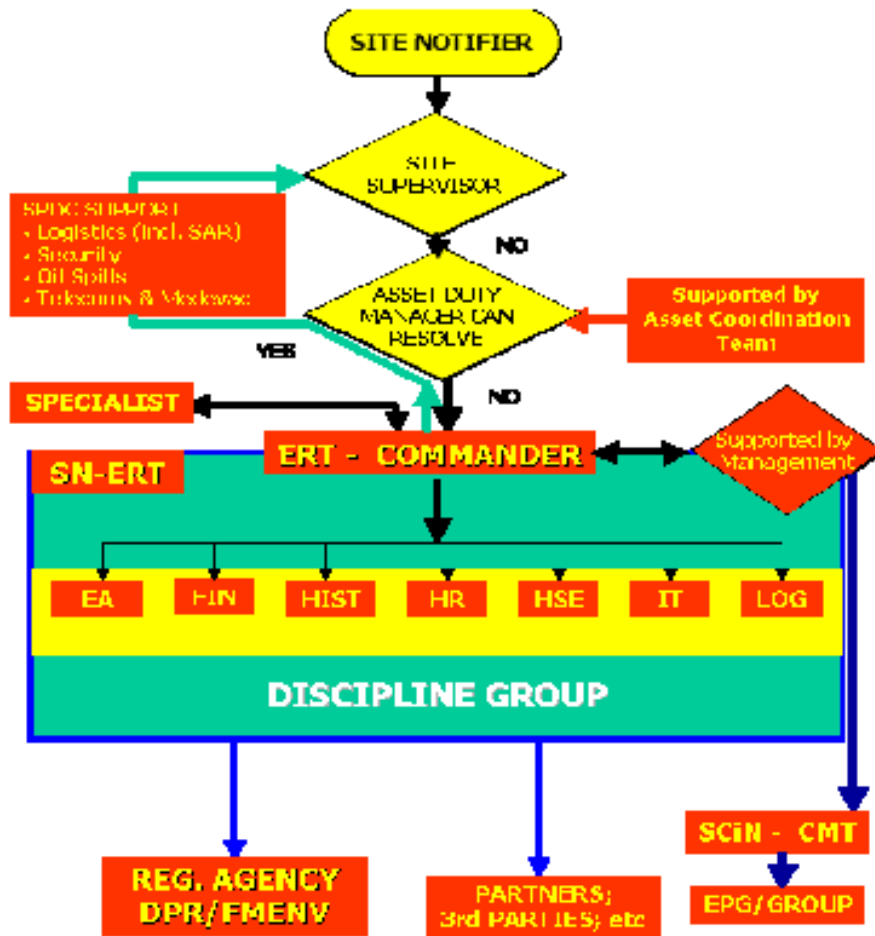 SITE NOTIFIER
SITE
SUPERVISOR
SPDC SUPPORT
• Logistics (incl. SAR)
• Security
• Oil Spills
• Telecoms & Medevac
NO
ASSET DUTY
MANAGER CAN
RESOLVE
Supported by
Asset Coordination
Team
YES
NO
SPECIALIST
ERT - COMMANDER
Supported by
Management
SN-ERT
EA
FIN
HIST
HR
HSE
IT
LOG
DISCIPLINE GROUP
SCiN - CMT
REG. AGENCY
DPR/FMENV
PARTNERS;
3rd PARTIES; etc
EPG/GROUP